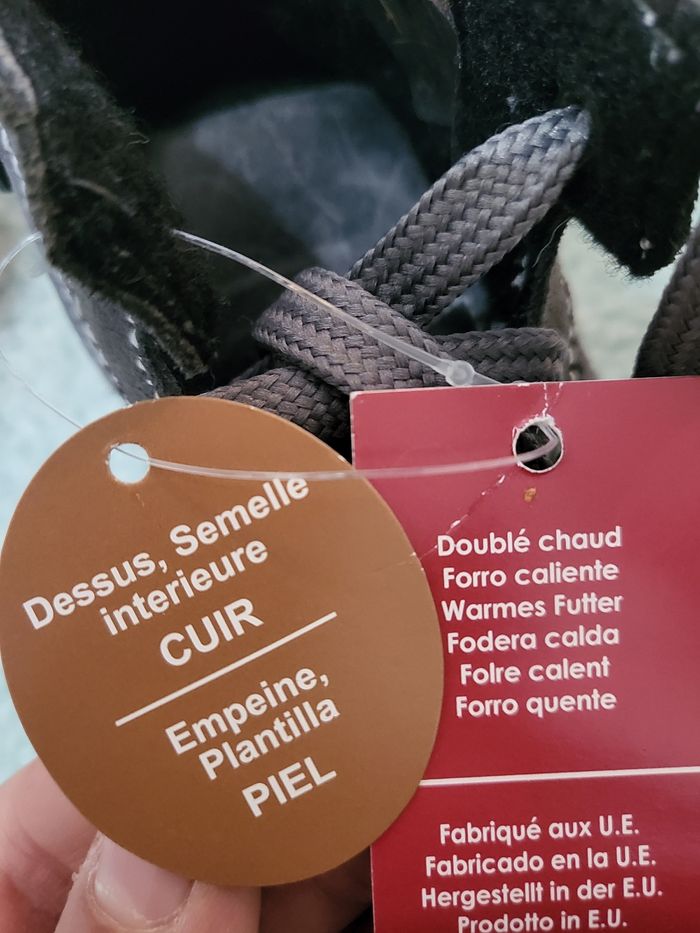 Dessus, Semelle
interieure
CUIR
Empeine,
Plantilla
PIEL
Doublé chaud
Forro caliente
Warmes Futter
Fodera calda
Folre calent
Forro quente
Fabriqué aux U.E.
Fabricado en la U.E.
Hergestellt in der E.U.
Prodotto in E.U.